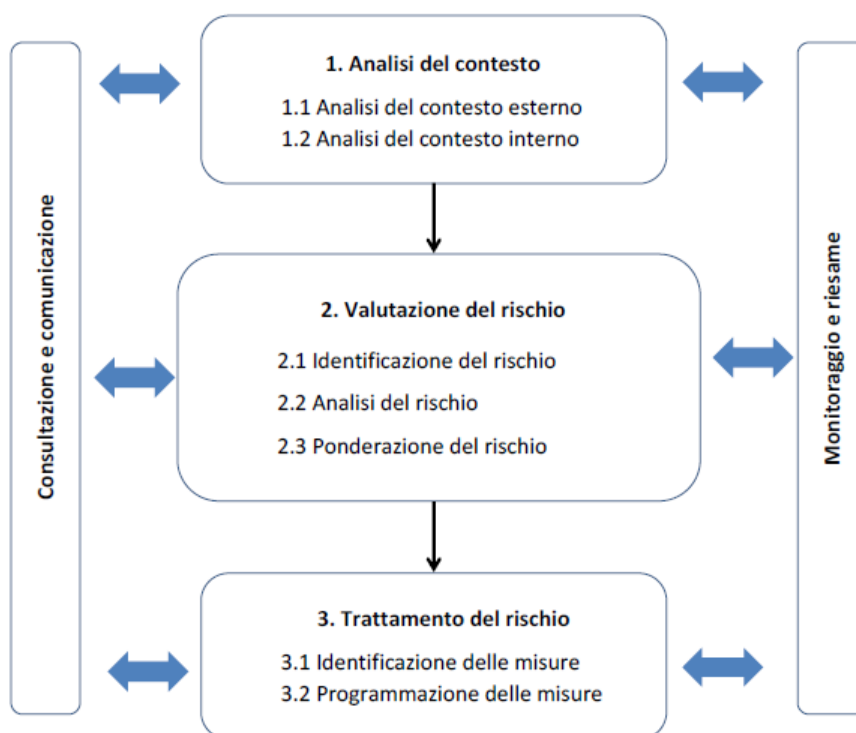 Consultazione e comunicazione
1. Analisi del contesto
1.1 Analisi del contesto esterno
1.2 Analisi del contesto interno
2. Valutazione del rischio
2.1 Identificazione del rischio
2.2 Analisi del rischio
2.3 Ponderazione del rischio
3. Trattamento del rischio
3.1 Identificazione delle misure
3.2 Programmazione delle misure
Monitoraggio e riesame